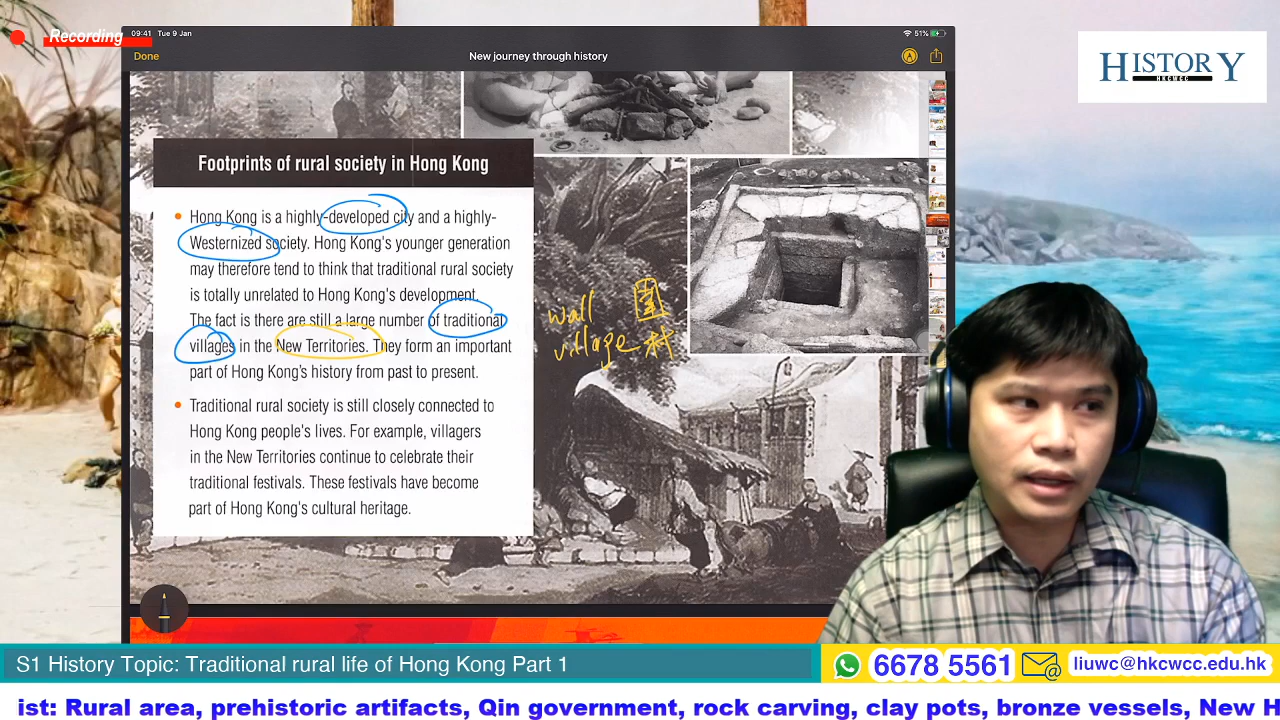 Recording
09:41 Tue 9 Jan
51%
Done
New journey through history
HISTORY
HKCWCC
Footprints of rural society in Hong Kong
• Hong Kong is a highly-developed city and a highly-
Westernized society. Hong Kong's younger generation
may therefore tend to think that traditional rural society
is totally unrelated to Hong Kong's development.
The fact is there are still a large number of traditional
villages in the New Territories. They form an important
part of Hong Kong's history from past to present.
• Traditional rural society is still closely connected to
Hong Kong people's lives. For example, villagers
in the New Territories continue to celebrate their
traditional festivals. These festivals have become
part of Hong Kong's cultural heritage.
wall 圍
village 村
S1 History Topic: Traditional rural life of Hong Kong Part 1
6678 5561
liuwc@hkcwcc.edu.hk
ist: Rural area, prehistoric artifacts, Qin government, rock carving, clay pots, bronze vessels, New H